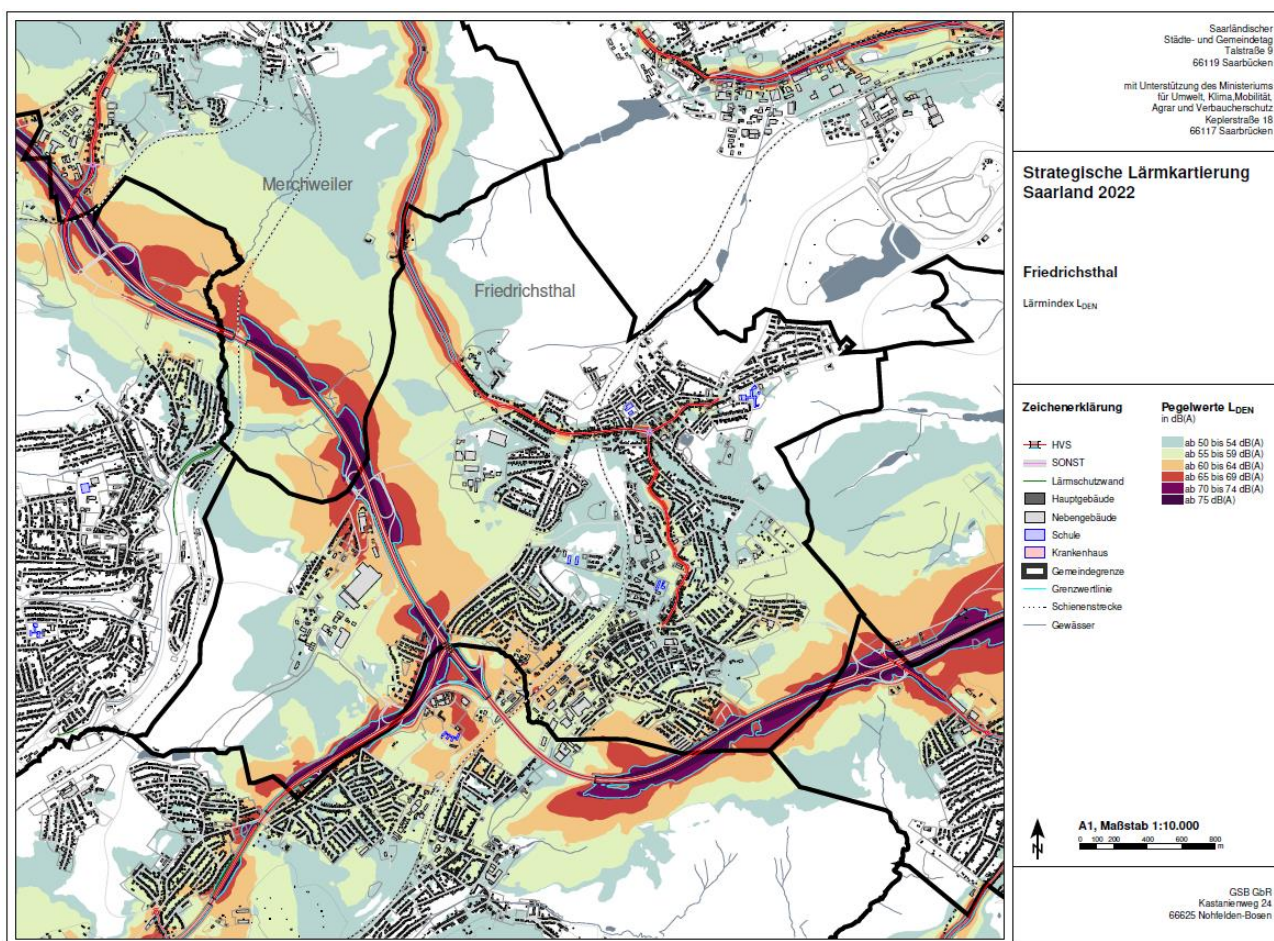 Saarländischer
Städte- und Gemeindetag
Talstraße 9
66119 Saarbücken
mit Unterstützung des Ministeriums
für Umwelt, Klima,Mobilität,
Agrar und Verbaucherschutz
Keplerstraße 18
66117 Saarbrücken
Strategische Lärmkartierung
Saarland 2022
Friedrichsthal
Lärmindex LDEN
Merchweiler
Friedrichsthal
Zeichenerklärung
HVS
SONST
Lärmschutzwand
Hauptgebäude
Nebengebäude
Schule
Krankenhaus
Gemeindegrenze
Grenzwertlinie
Schienenstrecke
Gewässer
Pegelwerte LDEN
in dB(A)
ab 50 bis 54 dB(A)
ab 55 bis 59 dB(A)
ab 60 bis 64 dB(A)
ab 65 bis 69 dB(A)
ab 70 bis 74 dB(A)
ab 75 dB(A)
N
A1, Maßstab 1:10.000
0 100 200 400 600 800
m
GSB GbR
Kastanienweg 24
66625 Nohfelden-Bosen